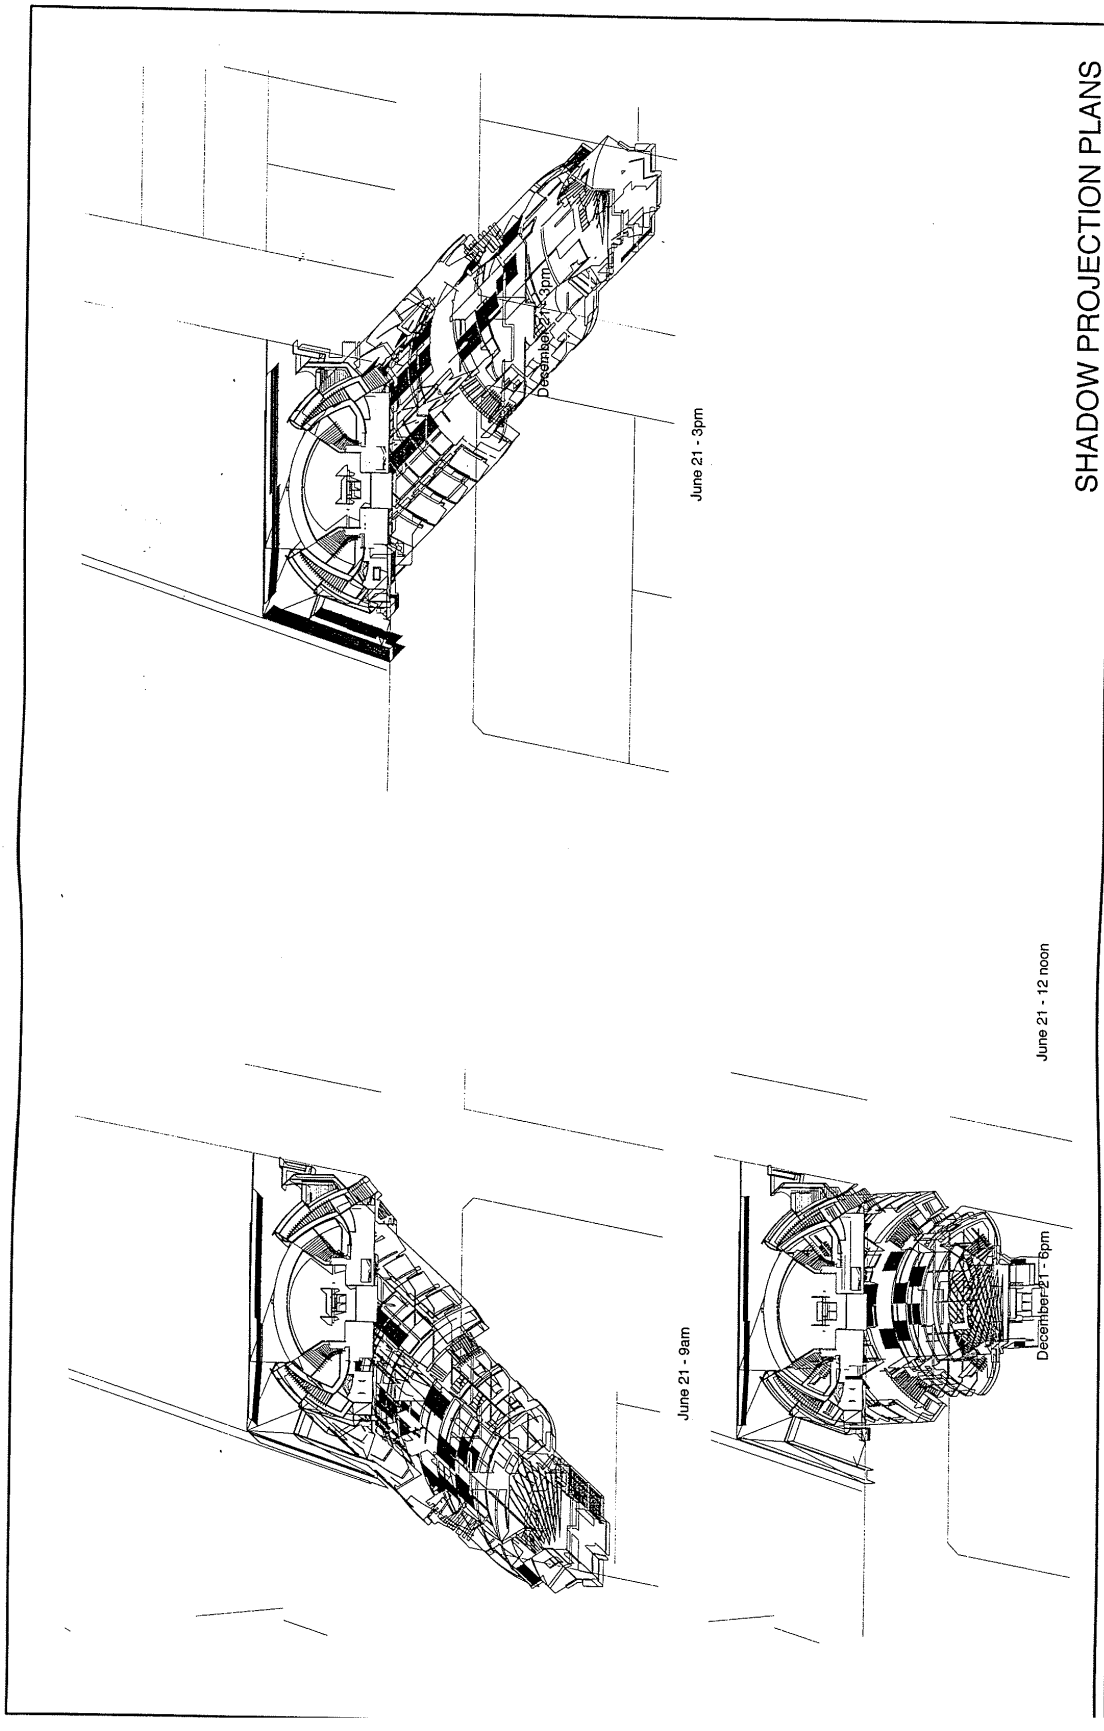 June 21 - 9am
December 21 - 3pm
June 21 - 3pm
December 21 - 6pm
June 21 - 12 noon
SHADOW PROJECTION PLANS